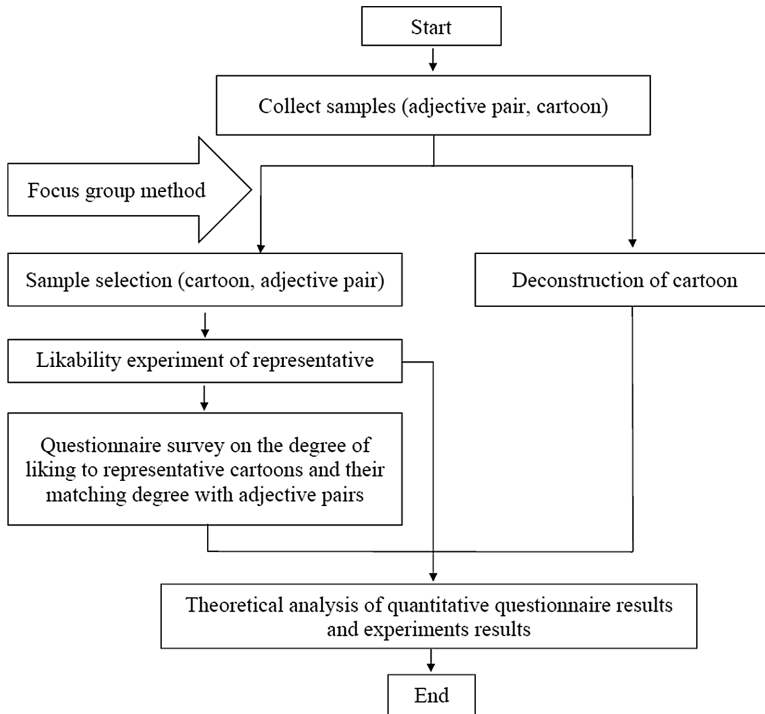 Start
Collect samples (adjective pair, cartoon)
Focus group method
Sample selection (cartoon, adjective pair)
Deconstruction of cartoon
Likability experiment of representative
Questionnaire survey on the degree of
liking to representative cartoons and their
matching degree with adjective pairs
Theoretical analysis of quantitative questionnaire results
and experiments results
End